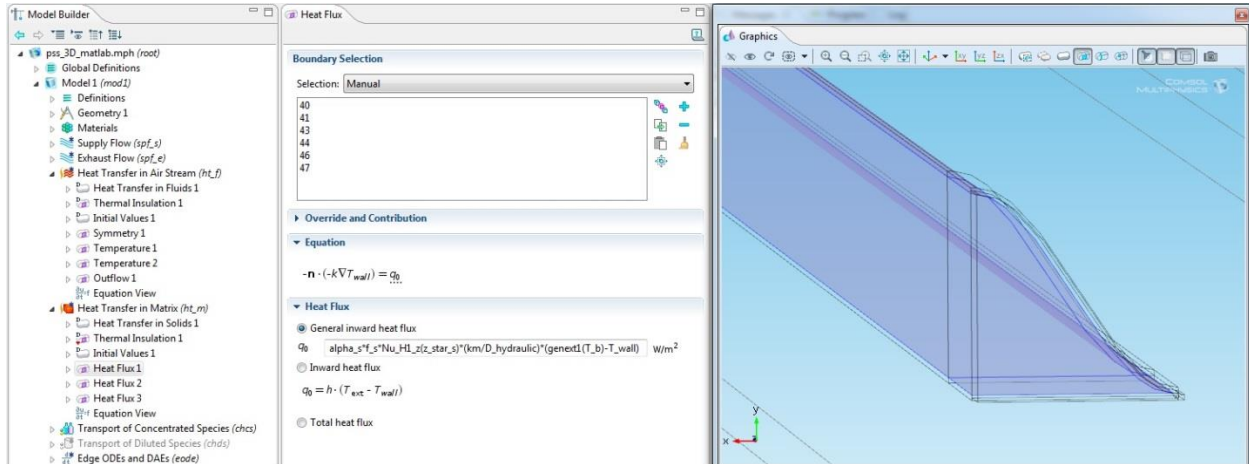 Model Builder
pss_3D_matlab.mph (root)
Global Definitions
Model 1 (mod1)
Definitions
Geometry 1
Materials
Supply Flow (spf_s)
Exhaust Flow (spf_e)
Heat Transfer in Air Stream (ht_f)
Heat Transfer in Fluids 1
Thermal Insulation 1
Initial Values 1
Symmetry 1
Temperature 1
Temperature 2
Outflow 1
Equation View
Heat Transfer in Matrix (ht_m)
Heat Transfer in Solids 1
Thermal Insulation 1
Initial Values 1
Heat Flux 1
Heat Flux 2
Heat Flux 3
Equation View
Transport of Concentrated Species (chcs)
Transport of Diluted Species (chds)
Edge ODEs and DAEs (eode)
Heat Flux
Boundary Selection
Selection: Manual
40
41
43
44
46
47
Override and Contribution
Equation
-n · (-k∇T_wall) = q_0
Heat Flux
General inward heat flux
q_0 alpha_s*f_s*Nu_H1_z(z_star_s)*(km/D_hydraulic)*(genext1(T_b)-T_wall) W/m²
Inward heat flux
q_0 = h · (T_ext - T_wall)
Total heat flux
Graphics
COMSOL
MULTIPHYSICS
y
x